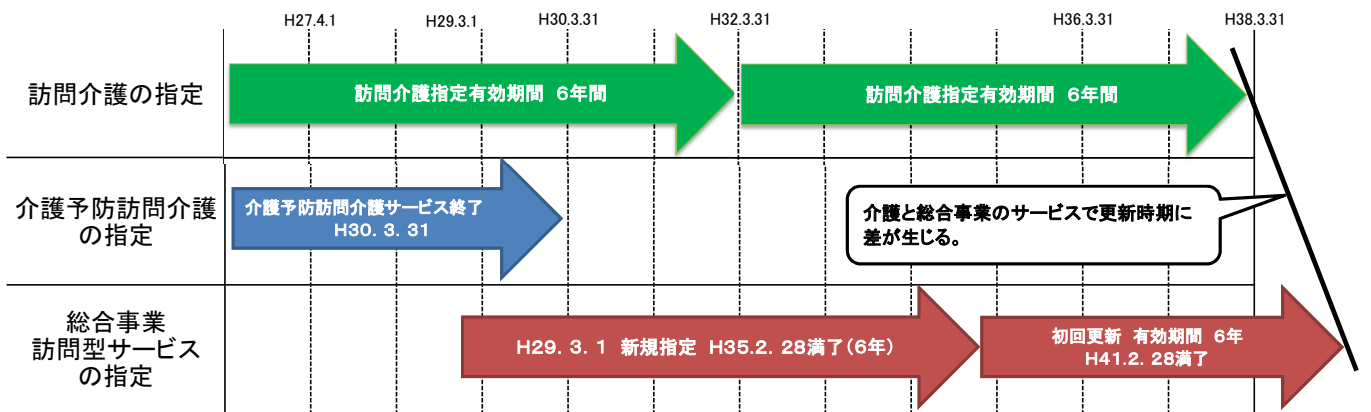 H27.4.1
H29.3.1
H30.3.31
H32.3.31
H36.3.31
H38.3.31
訪問介護の指定
訪問介護指定有効期間 6年間
訪問介護指定有効期間 6年間
介護予防訪問介護
の指定
介護予防訪問介護サービス終了
H30. 3. 31
介護と総合事業のサービスで更新時期に
差が生じる。
総合事業
訪問型サービス
の指定
H29. 3. 1 新規指定 H35.2. 28満了(6年)
初回更新 有効期間 6年
H41.2. 28満了